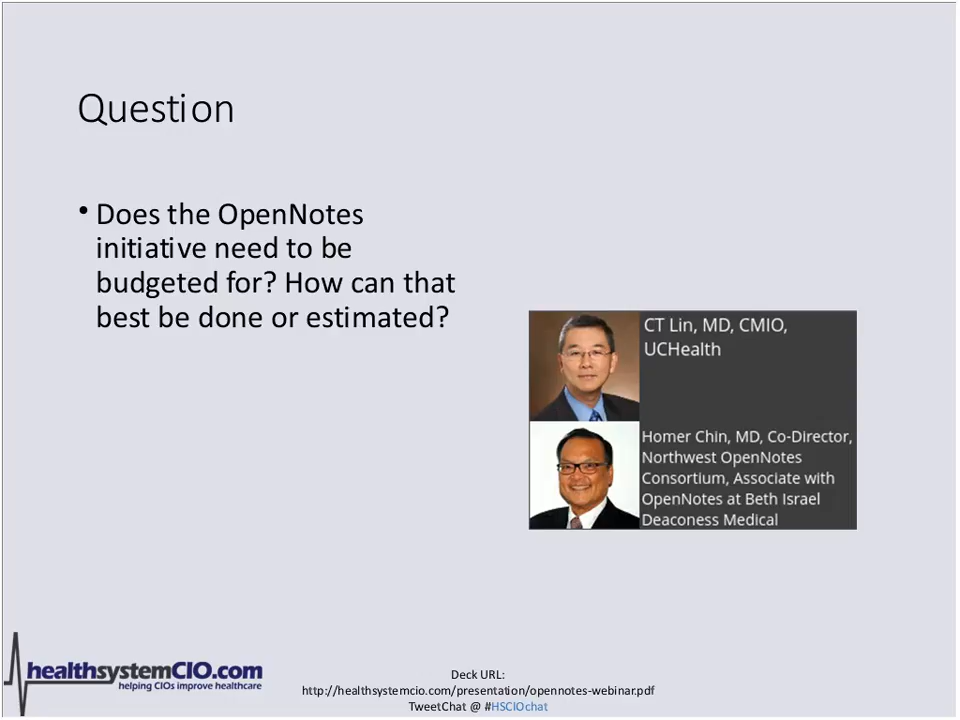 Question
• Does the OpenNotes
initiative need to be
budgeted for? How can that
best be done or estimated?
CT Lin, MD, CMIO,
UCHealth
Homer Chin, MD, Co-Director,
Northwest OpenNotes
Consortium, Associate with
OpenNotes at Beth Israel
Deaconess Medical
healthsystemCIO.com
helping CIOs improve healthcare
Deck URL:
http://healthsystemcio.com/presentation/opennotes-webinar.pdf
TweetChat @ #HSCIOchat